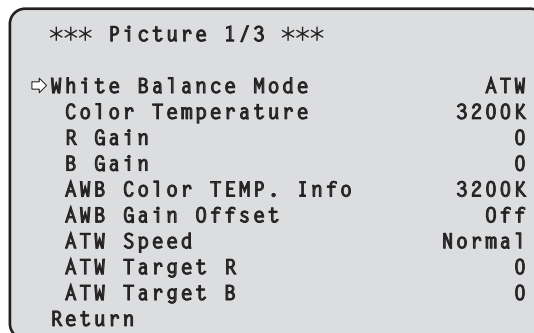 *** Picture 1/3 ***
⇨White Balance Mode ATW
Color Temperature 3200K
R Gain 0
B Gain 0
AWB Color TEMP. Info 3200K
AWB Gain Offset Off
ATW Speed Normal
ATW Target R 0
ATW Target B 0
Return